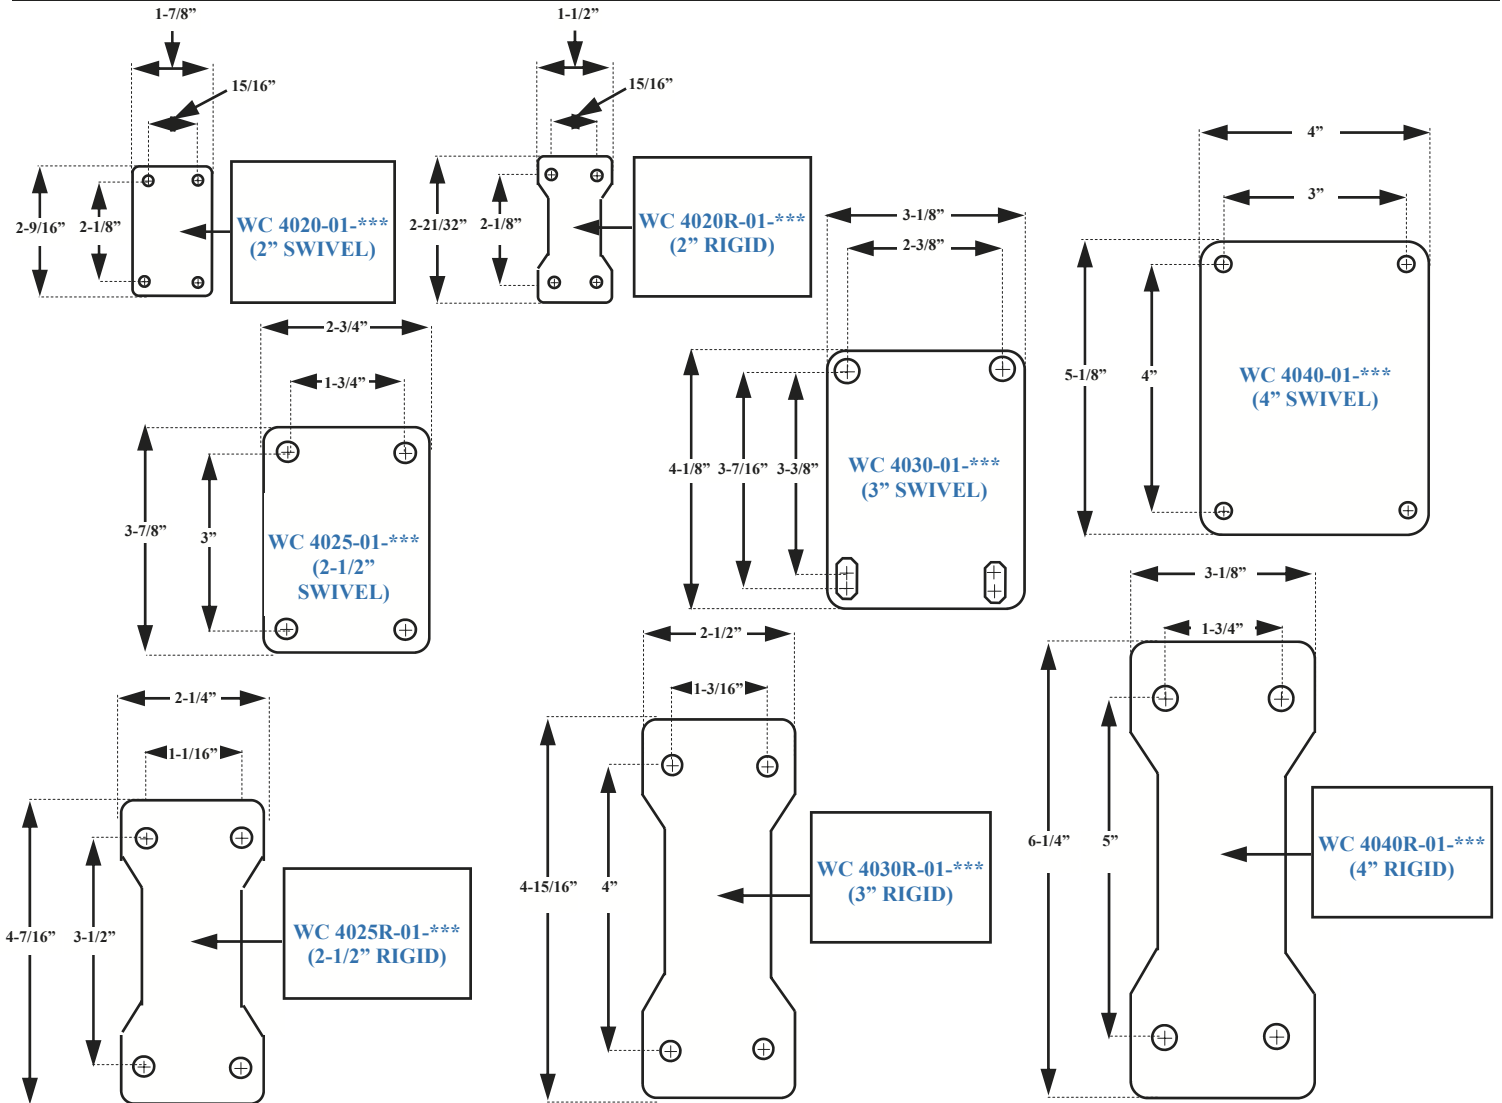 1-7/8”
15/16”
2-9/16”
2-1/8”
WC 4020-01-***
(2” SWIVEL)
1-1/2”
15/16”
2-21/32”
2-1/8”
WC 4020R-01-***
(2” RIGID)
4”
3”
5-1/8”
4”
WC 4040-01-***
(4” SWIVEL)
3-1/8”
2-3/8”
4-1/8”
3-7/16”
3-3/8”
WC 4030-01-***
(3” SWIVEL)
2-3/4”
1-3/4”
3-7/8”
3”
WC 4025-01-***
(2-1/2”
SWIVEL)
2-1/4”
1-1/16”
4-7/16”
3-1/2”
WC 4025R-01-***
(2-1/2” RIGID)
2-1/2”
1-3/16”
4-15/16”
4”
WC 4030R-01-***
(3” RIGID)
3-1/8”
1-3/4”
6-1/4”
5”
WC 4040R-01-***
(4” RIGID)